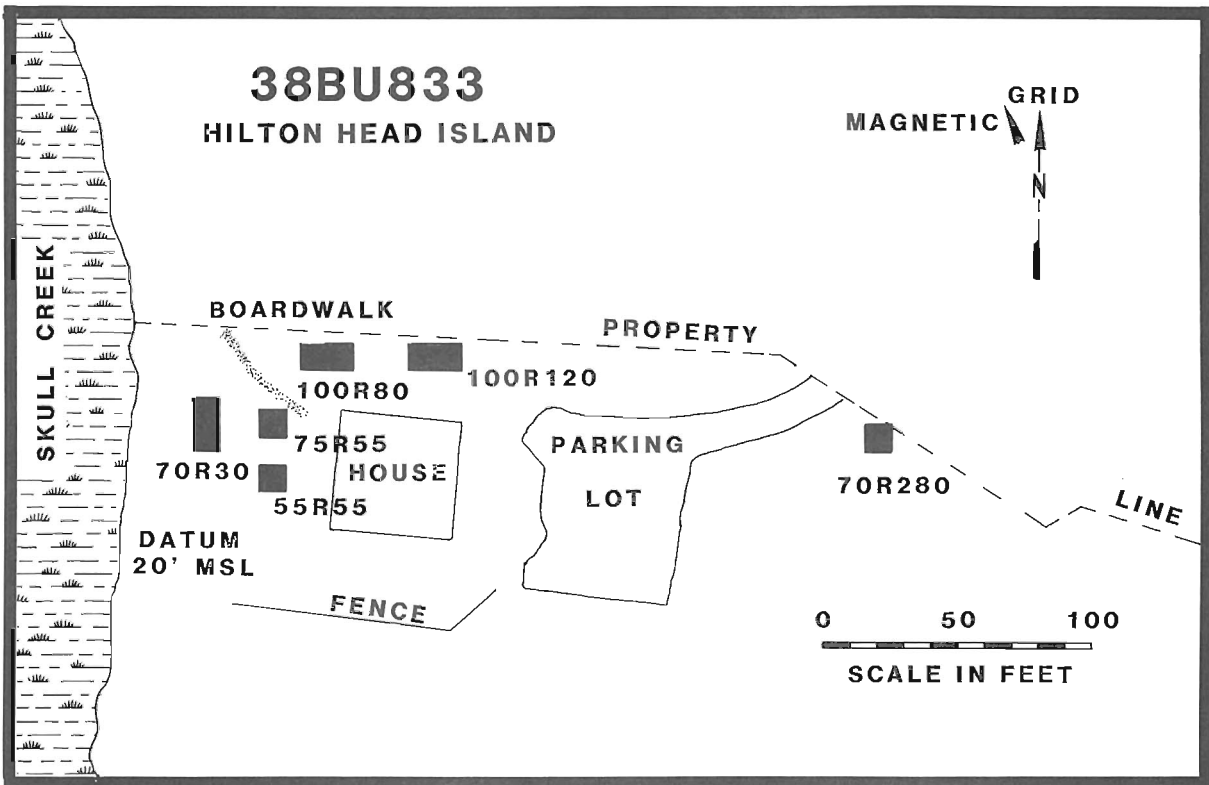 38BU833
HILTON HEAD ISLAND
GRID
MAGNETIC
N
SKULL CREEK
BOARDWALK
PROPERTY
100R80
100R120
75R55
70R30
HOUSE
55R55
PARKING
LOT
70R280
LINE
DATUM
20' MSL
FENCE
0 50 100
SCALE IN FEET